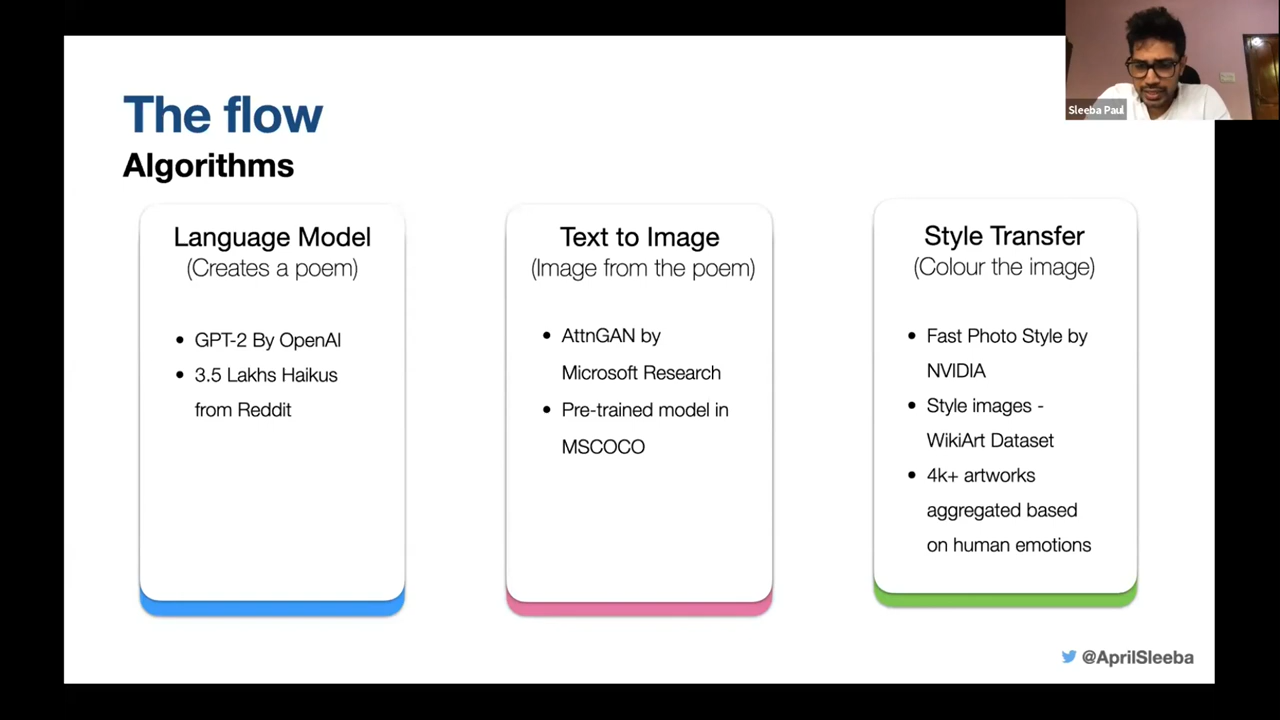 Sleeba Paul
The flow
Algorithms
Language Model
(Creates a poem)
• GPT-2 By OpenAI
• 3.5 Lakhs Haikus
from Reddit
Text to Image
(Image from the poem)
• AttnGAN by
Microsoft Research
• Pre-trained model in
MSCOCO
Style Transfer
(Colour the image)
• Fast Photo Style by
NVIDIA
• Style images -
WikiArt Dataset
• 4k+ artworks
aggregated based
on human emotions
@AprilSleeba